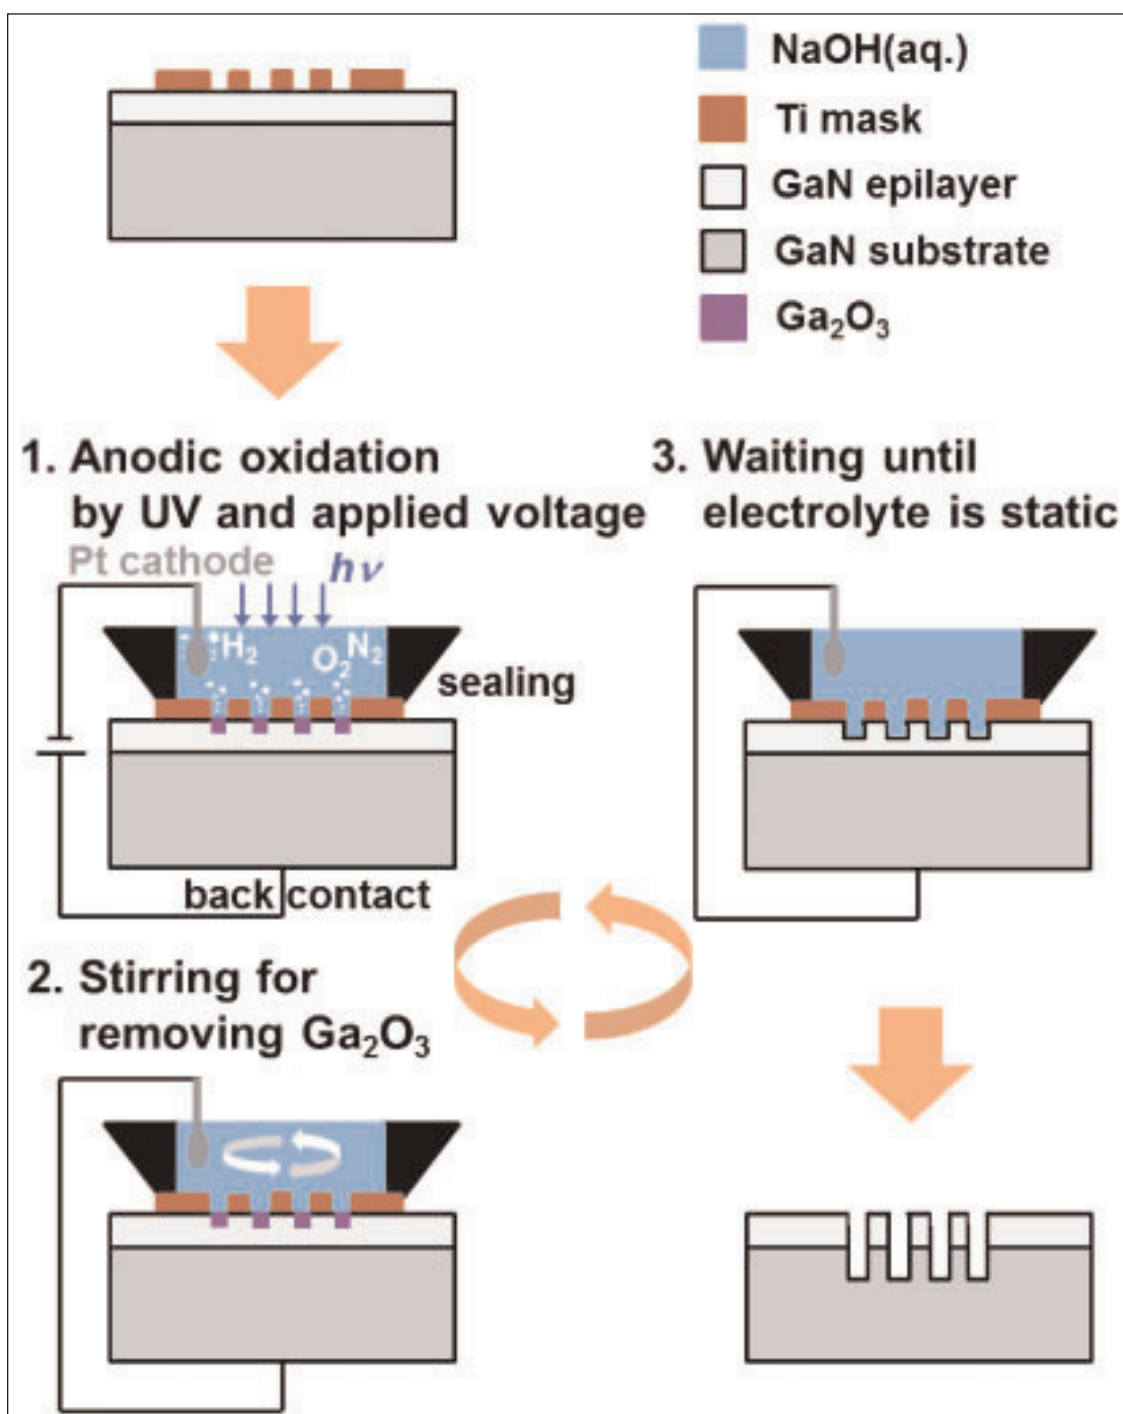 NaOH(aq.)
Ti mask
GaN epilayer
GaN substrate
Ga₂O₃
1. Anodic oxidation
by UV and applied voltage
Pt cathode
hν
H₂
O₂
N₂
sealing
back contact
2. Stirring for
removing Ga₂O₃
3. Waiting until
electrolyte is static